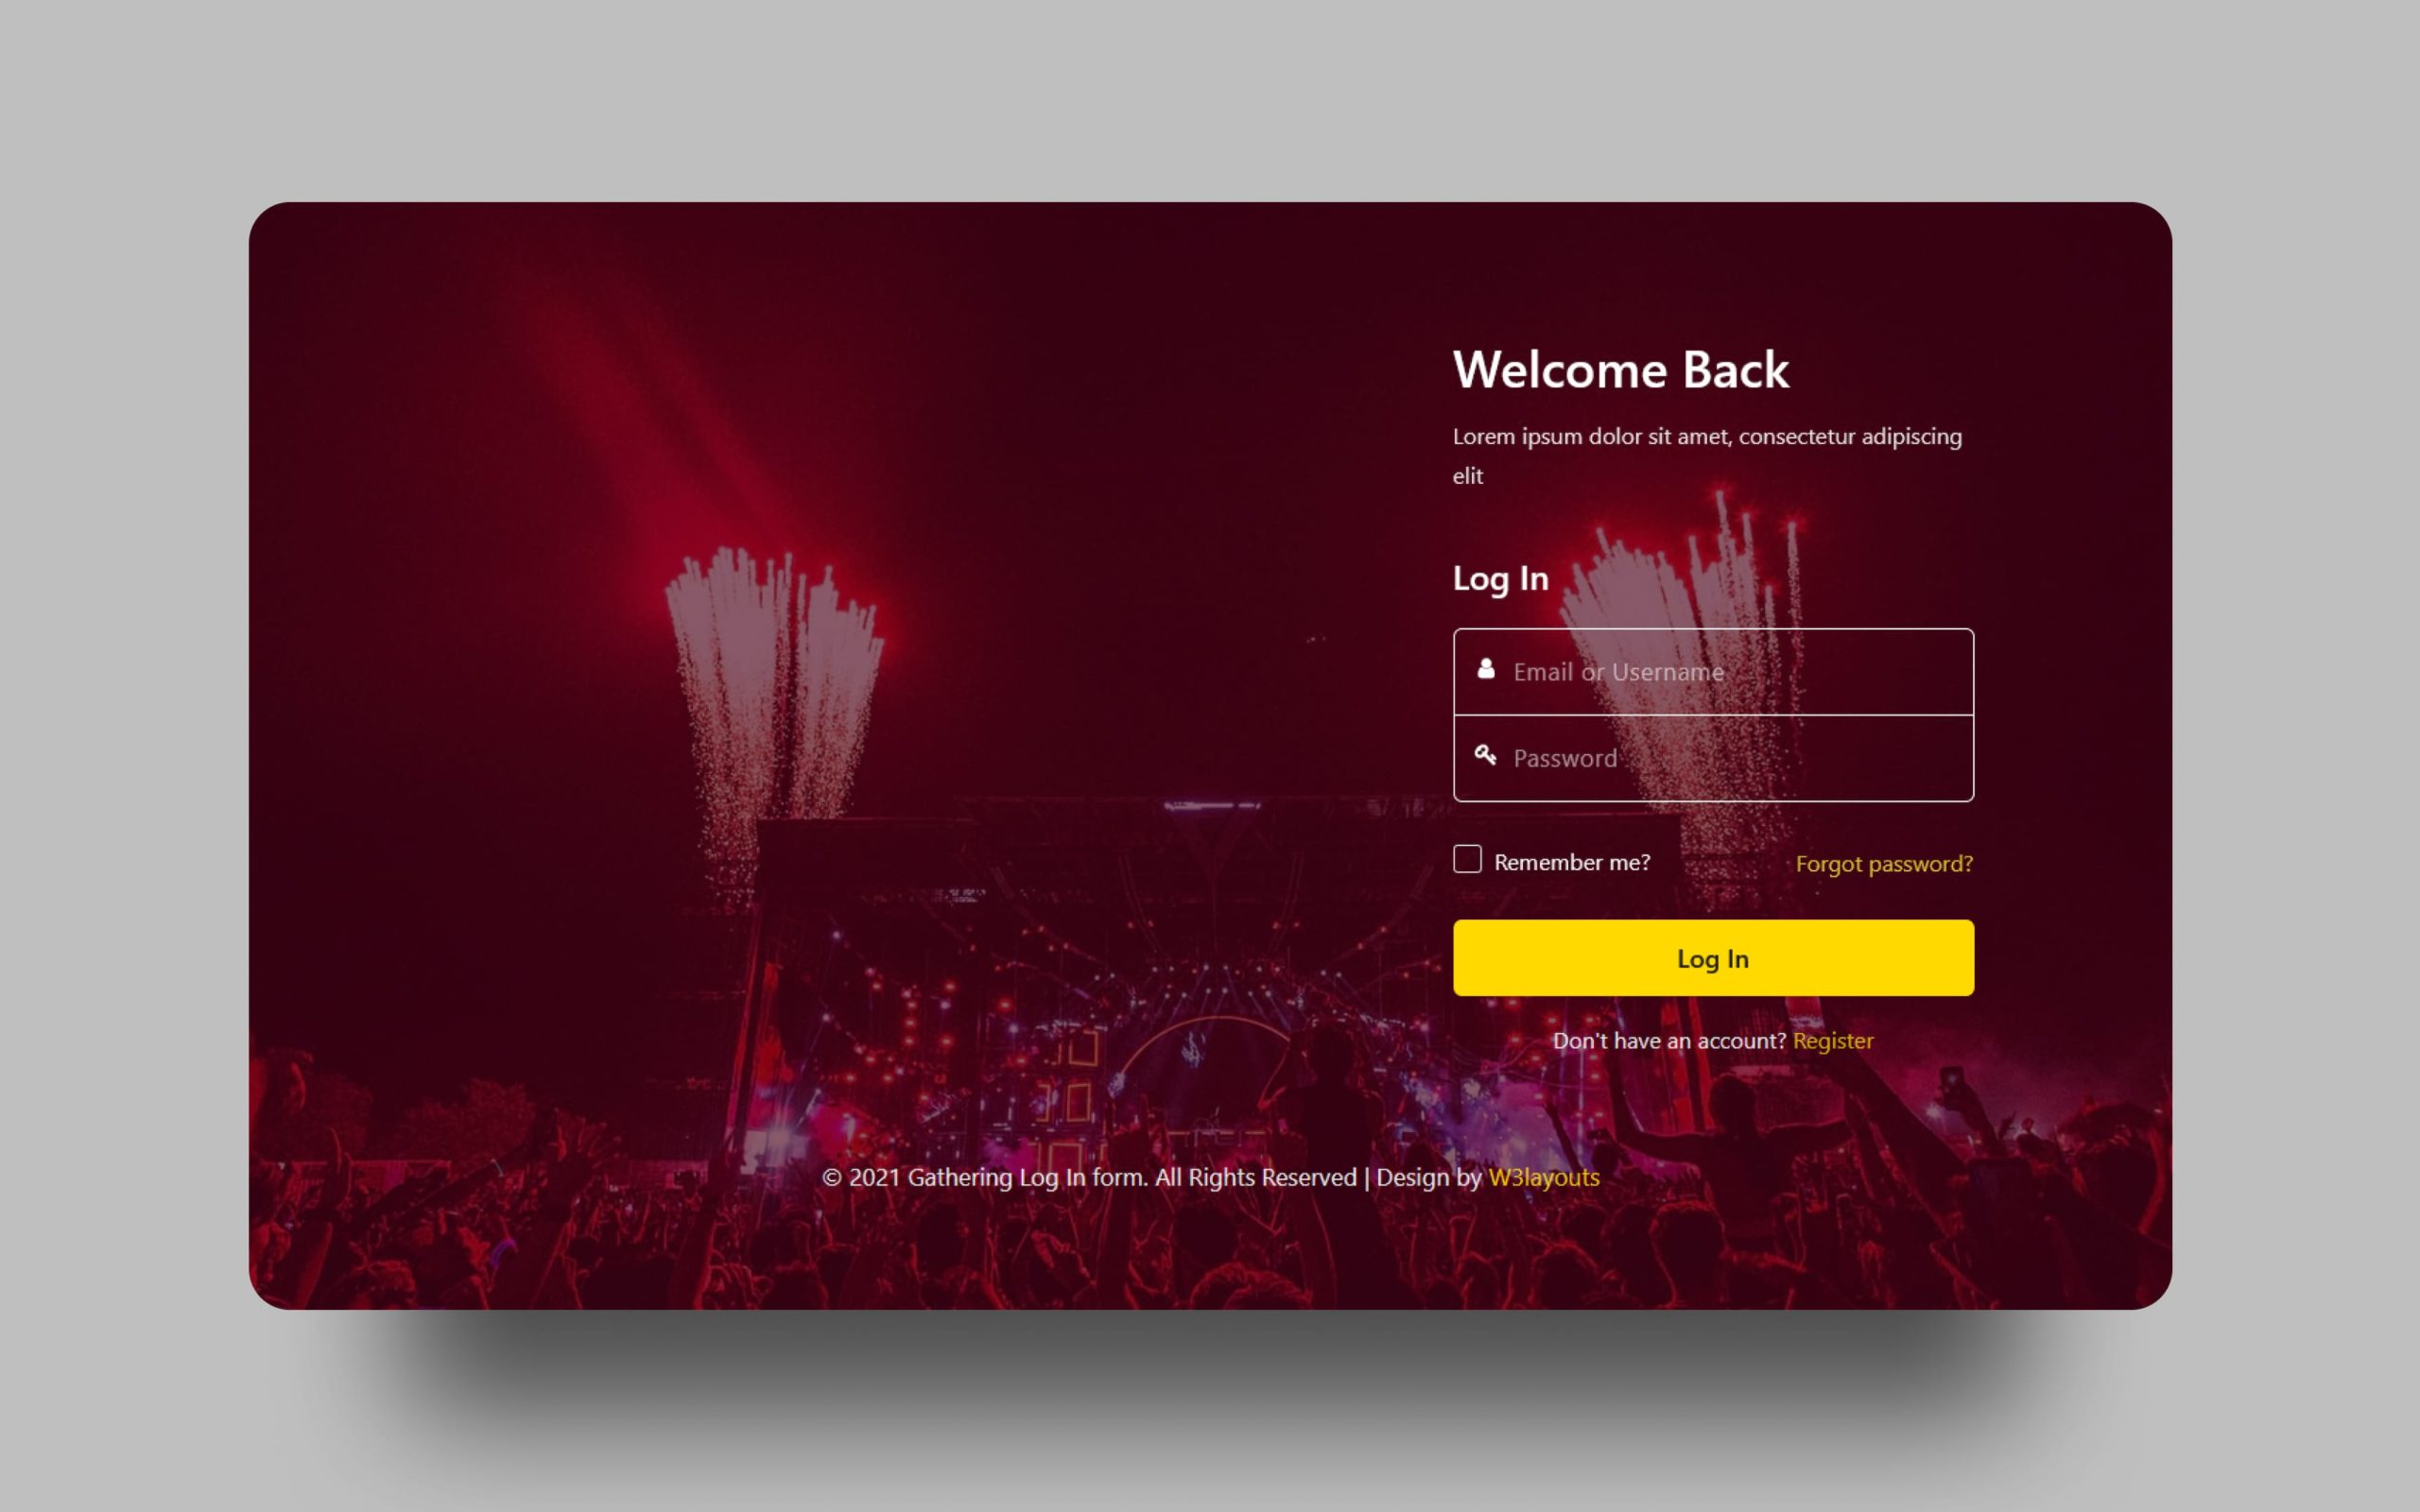 Welcome Back
Lorem ipsum dolor sit amet, consectetur adipiscing
elit
Log In
Email or Username
Password
Remember me?
Forgot password?
Log In
Don't have an account? Register
© 2021 Gathering Log In form. All Rights Reserved | Design by W3layouts